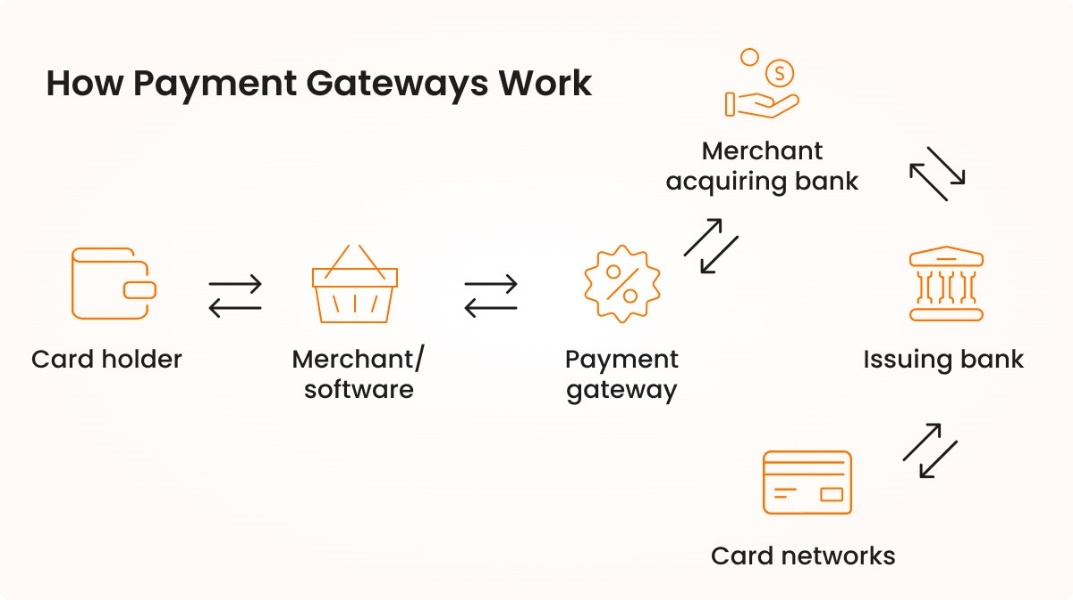 How Payment Gateways Work
S
Merchant
acquiring bank
Card holder
Merchant/
software
Payment
gateway
Issuing bank
Card networks